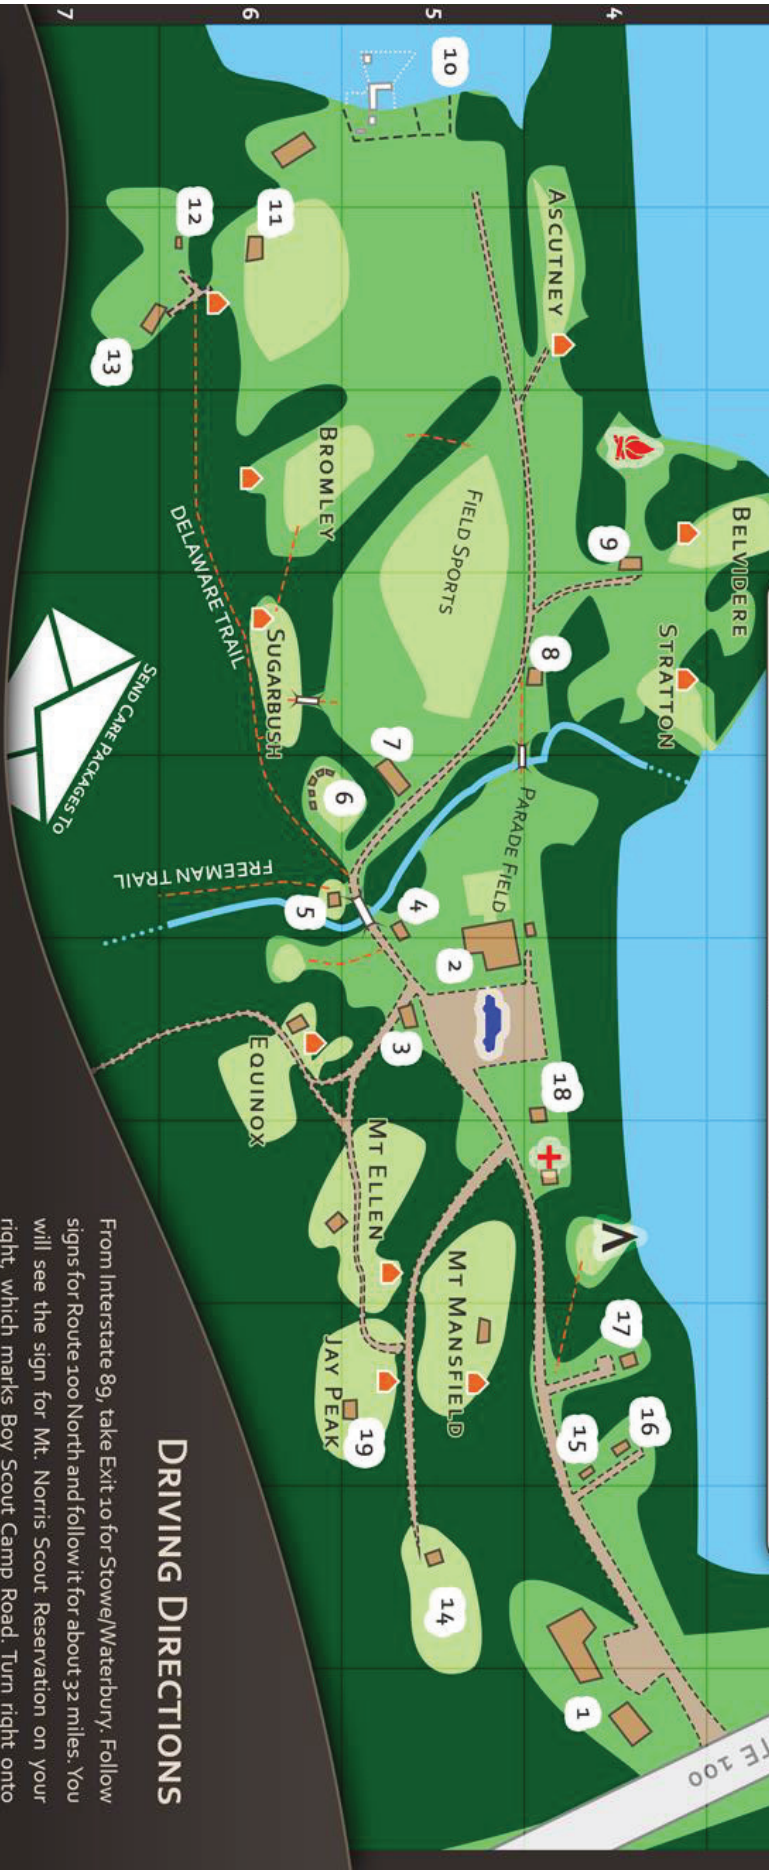 4
5
6
7
10
ASCUTNEY
11
12
13
BROMLEY
FIELD SPORTS
BELVIDERE
9
STRATTON
8
DELAWARE TRAIL
SUGARBUSH
7
6
PARADE FIELD
SEND CARE PACKAGES TO
FREEMAN TRAIL
5
4
2
3
18
EQUINOX
MT ELLEN
MT MANSFIELD
JAY PEAK
17
16
15
19
14
1
100
DRIVING DIRECTIONS
From Interstate 89, take Exit 10 for Stowe/Waterbury. Follow
signs for Route 100 North and follow it for about 32 miles. You
will see the sign for Mt. Norris Scout Reservation on your
right, which marks Boy Scout Camp Road. Turn right onto